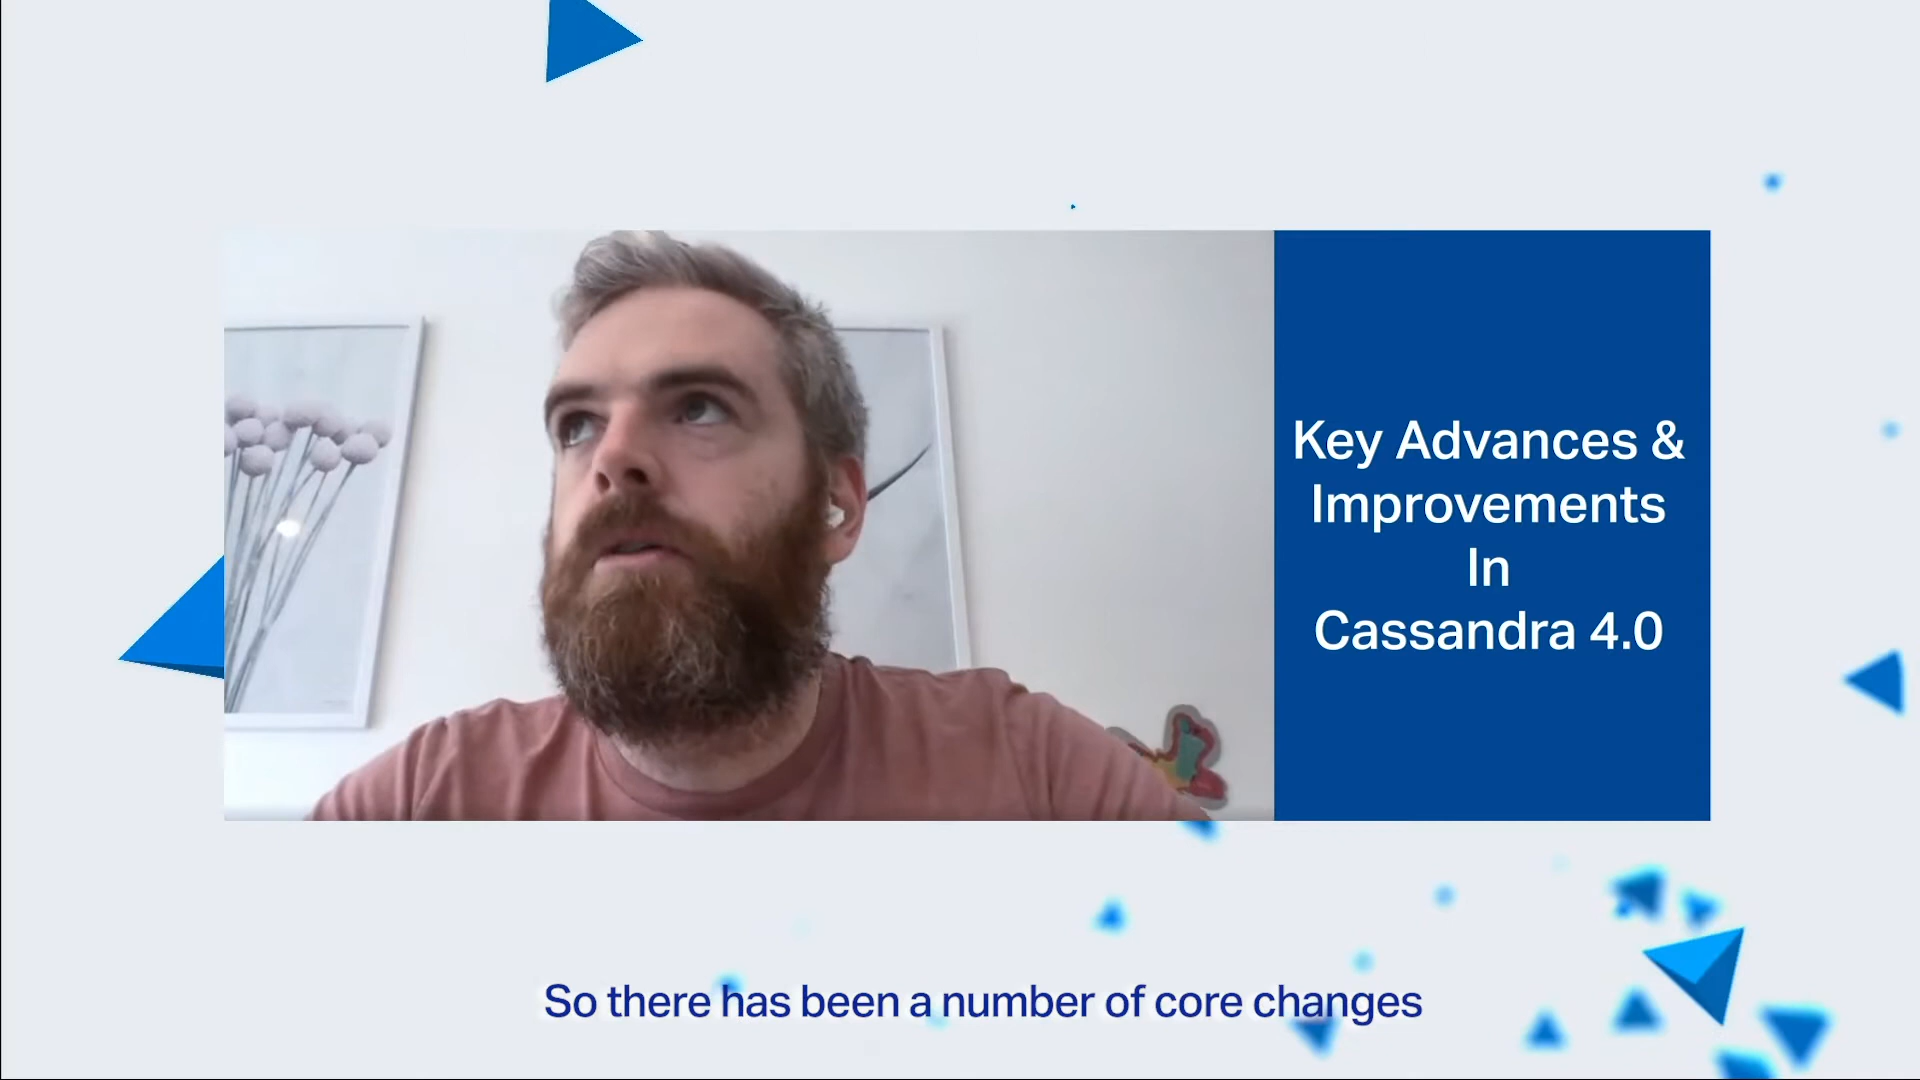 Key Advances &
Improvements
In
Cassandra 4.0
So there has been a number of core changes